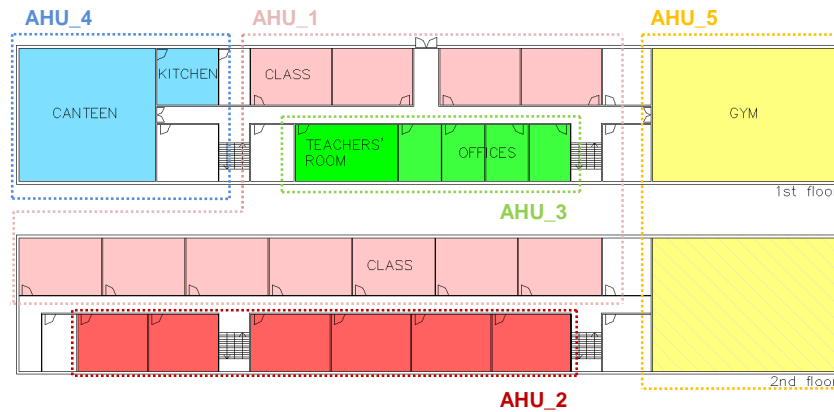 AHU_4
AHU_1
AHU_5
KITCHEN
CLASS
CANTEEN
GYM
TEACHERS'
ROOM
OFFICES
1st floor
AHU_3
CLASS
2nd floor
AHU_2